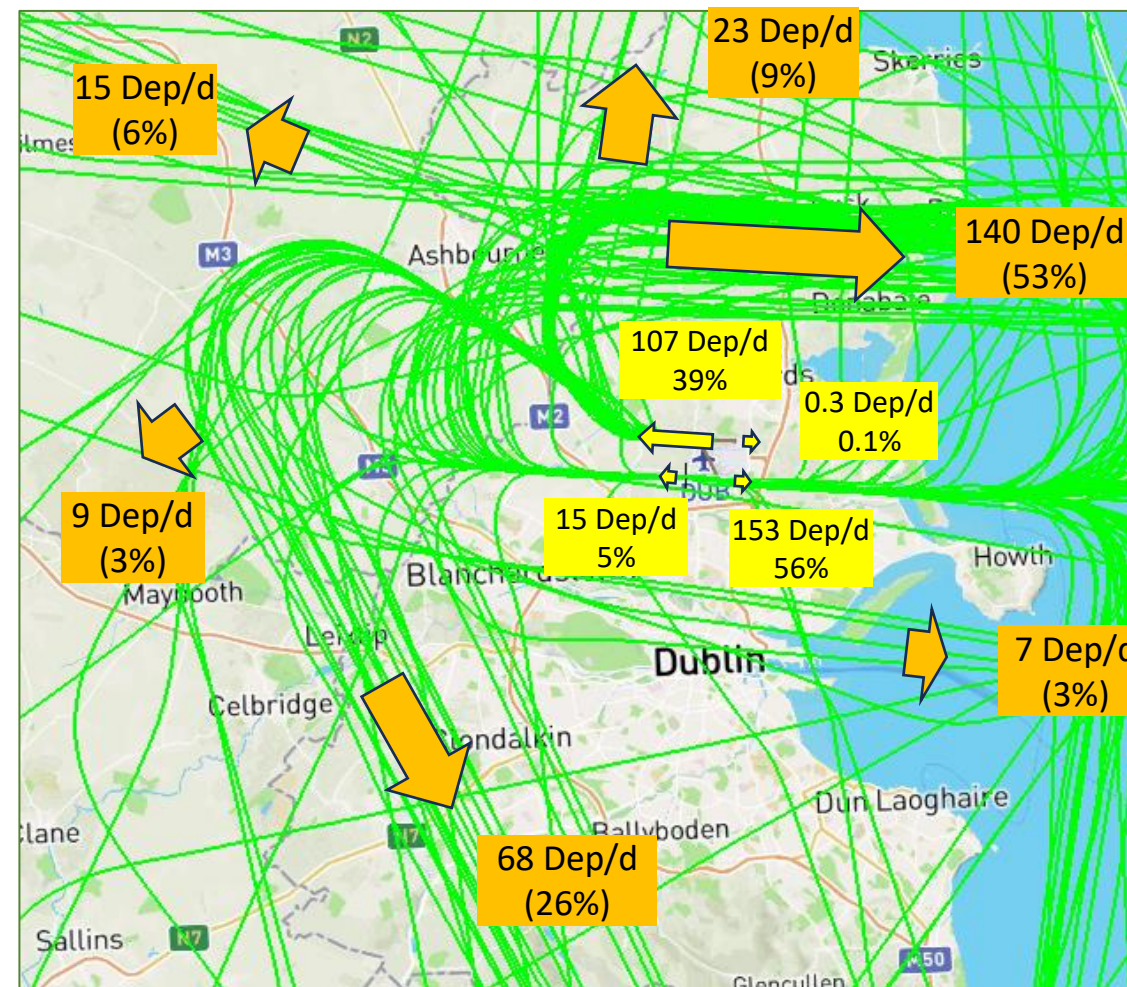 23 Dep/d
(9%)
N2
Skerries
15 Dep/d
(6%)
M3
Ashbourne
140 Dep/d
(53%)
107 Dep/d
39%
0.3 Dep/d
0.1%
M2
DUB
9 Dep/d
(3%)
15 Dep/d
5%
153 Dep/d
56%
Howth
Maynooth
Leixlip
Dublin
7 Dep/d
(3%)
Celbridge
Clondalkin
Dun Laoghaire
Clane
N7
Ballyboden
68 Dep/d
(26%)
Sallins
N7
M50
Glencullen